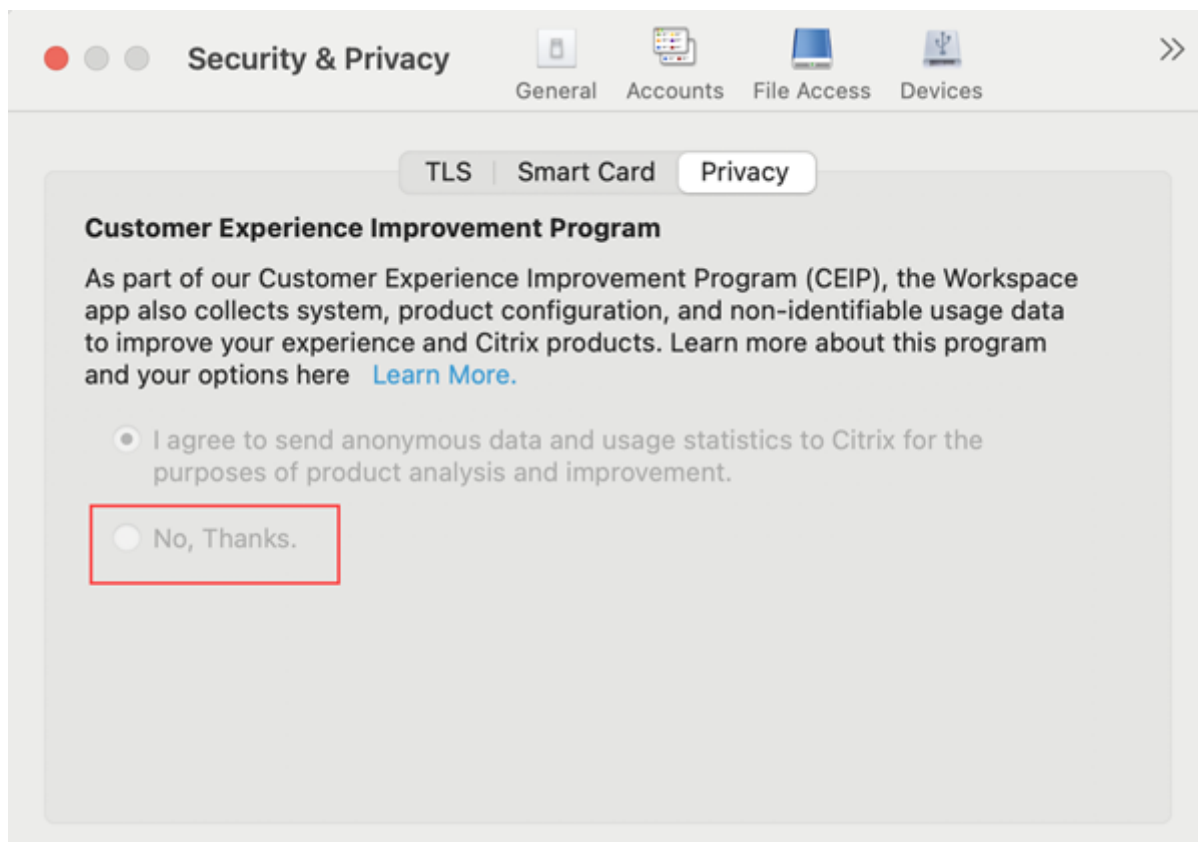 Security & Privacy
General
Accounts
File Access
Devices
TLS
Smart Card
Privacy
Customer Experience Improvement Program
As part of our Customer Experience Improvement Program (CEIP), the Workspace
app also collects system, product configuration, and non-identifiable usage data
to improve your experience and Citrix products. Learn more about this program
and your options here Learn More.
I agree to send anonymous data and usage statistics to Citrix for the
purposes of product analysis and improvement.
No, Thanks.